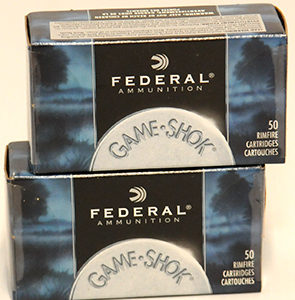 FEDERAL®
AMMUNITION
GAME·SHOK
50
RIMFIRE
CARTRIDGES
CARTOUCHES
FEDERAL®
AMMUNITION
GAME·SHOK
50
RIMFIRE
CARTRIDGES
CARTOUCHES